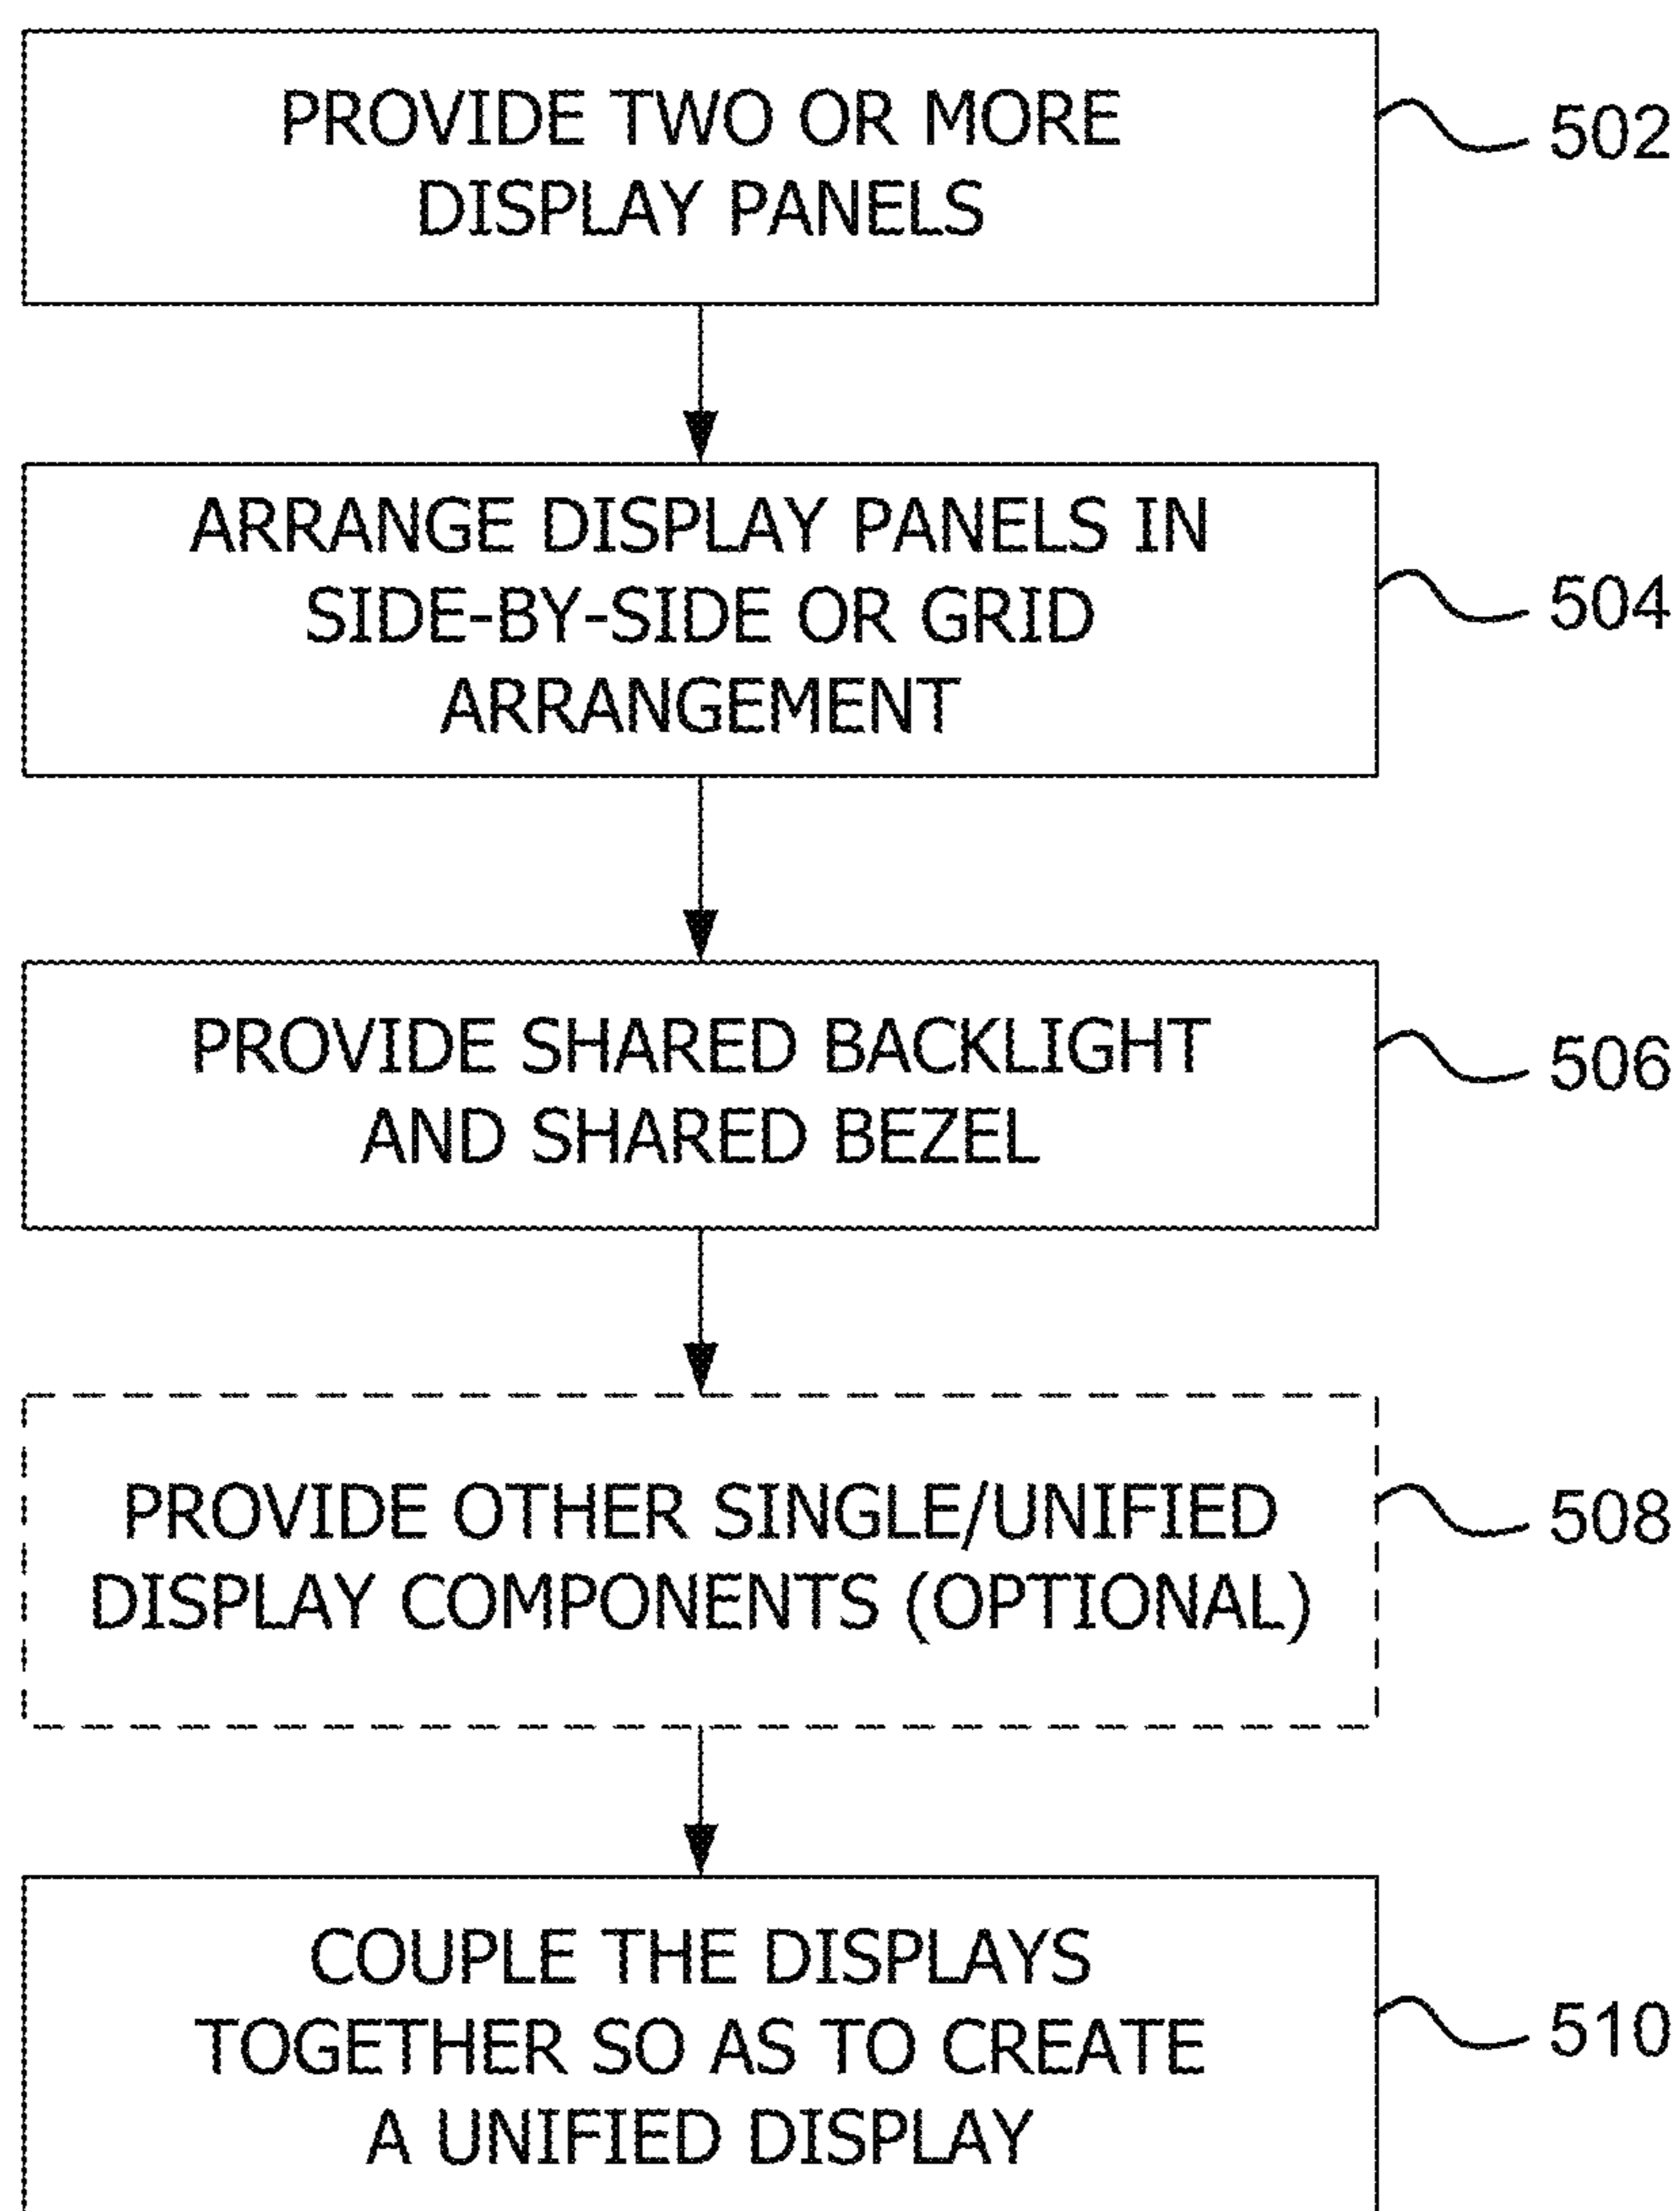 PROVIDE TWO OR MORE
DISPLAY PANELS
502
ARRANGE DISPLAY PANELS IN
SIDE-BY-SIDE OR GRID
ARRANGEMENT
504
PROVIDE SHARED BACKLIGHT
AND SHARED BEZEL
506
PROVIDE OTHER SINGLE/UNIFIED
DISPLAY COMPONENTS (OPTIONAL)
508
COUPLE THE DISPLAYS
TOGETHER SO AS TO CREATE
A UNIFIED DISPLAY
510